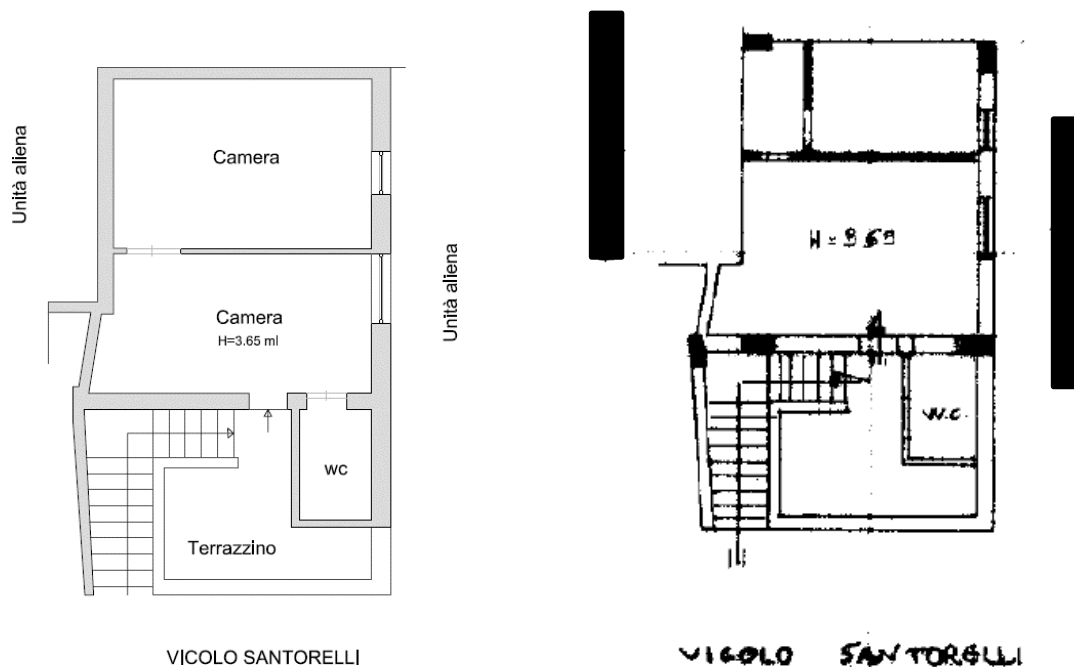 Unità aliena
Camera
Camera
H=3.65 ml
Unità aliena
wc
Terrazzino
VICOLO SANTORELLI
W.C
VICOLO SANTORELLI